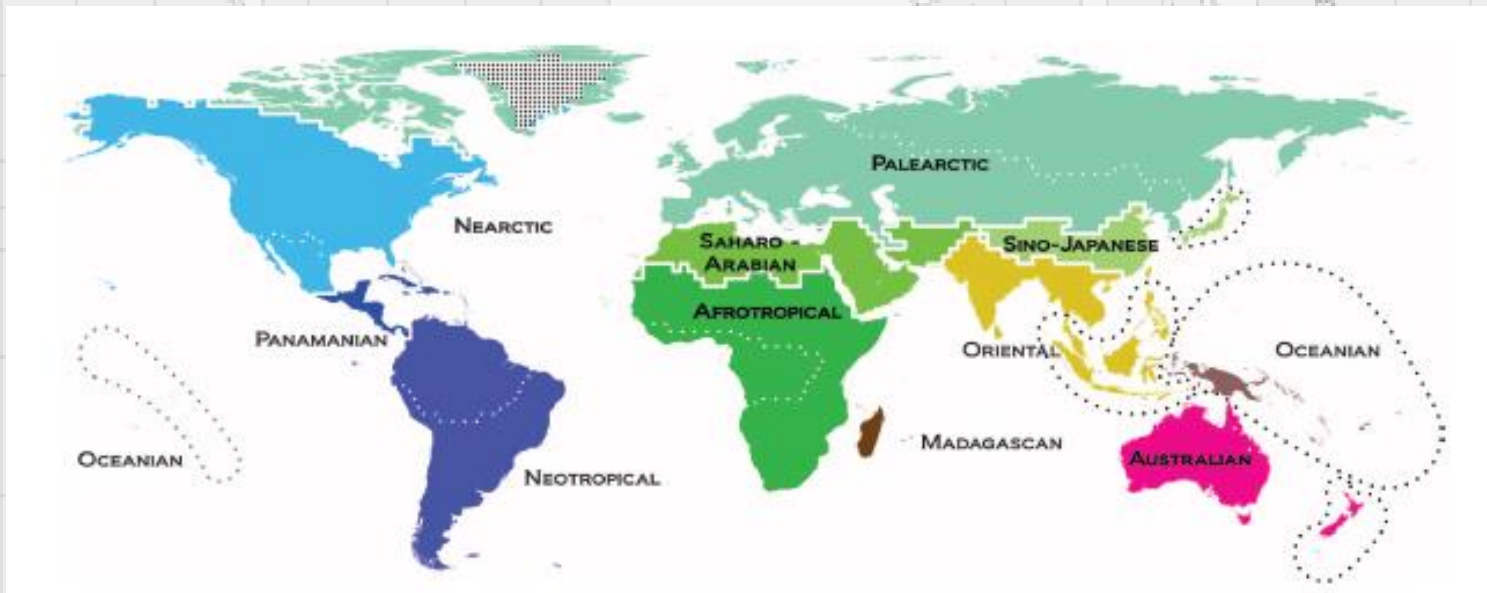 PALEARCTIC
NEARCTIC
SAHARO -
ARABIAN
SINO-JAPANESE
AFROTROPICAL
PANAMANIAN
ORIENTAL
OCEANIAN
OCEANIAN
MADAGASCAN
AUSTRALIAN
NEOTROPICAL